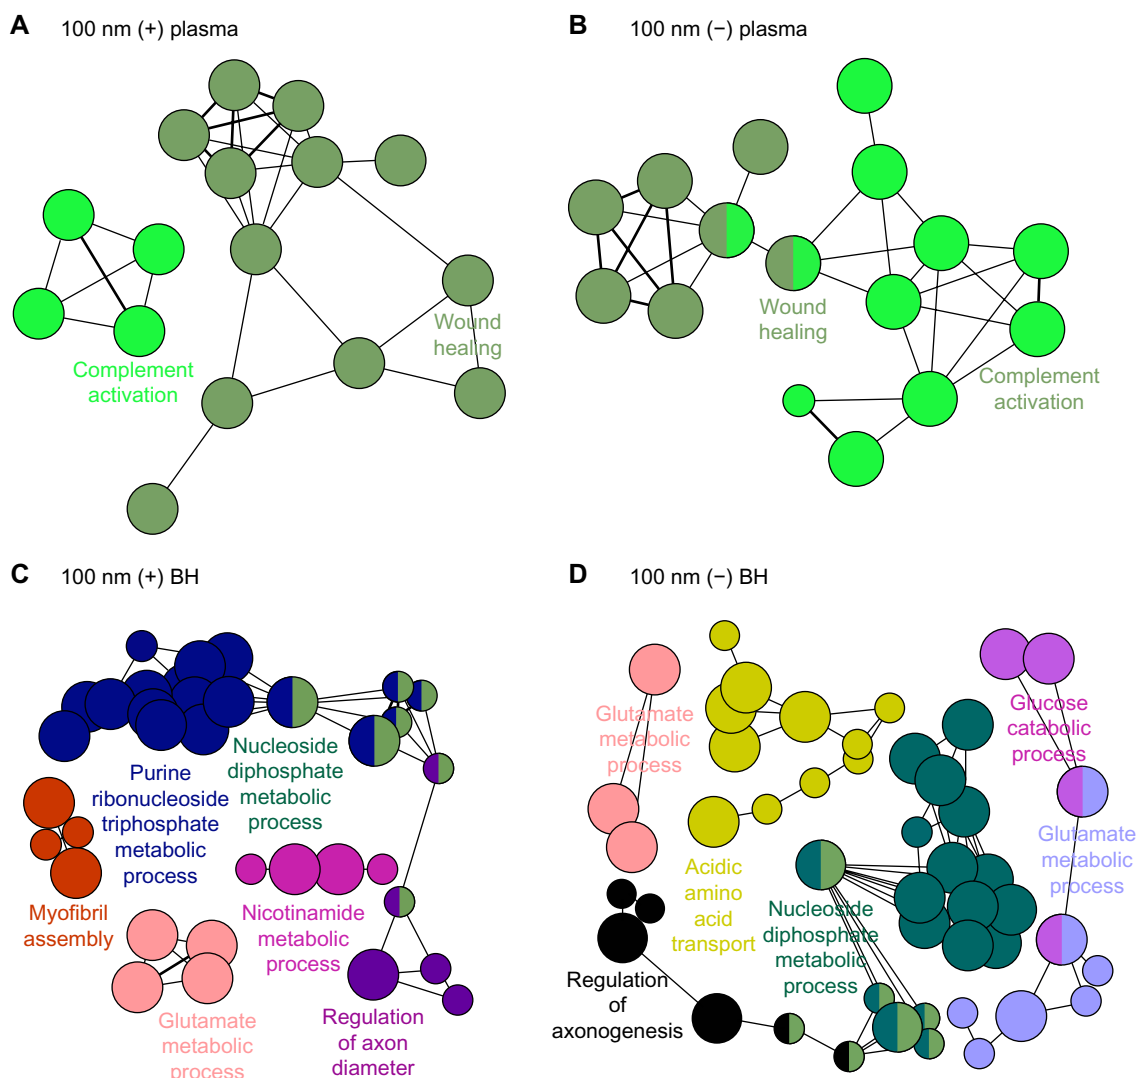 A 100 nm (+) plasma
Wound
healing
Complement
activation
B 100 nm (−) plasma
Wound
healing
Complement
activation
C 100 nm (+) BH
Nucleoside
diphosphate
metabolic
process
Purine
ribonucleoside
triphosphate
metabolic
process
Myofibril
assembly
Nicotinamide
metabolic
process
Glutamate
metabolic
process
Regulation
of axon
diameter
D 100 nm (−) BH
Glutamate
metabolic
process
Glucose
catabolic
process
Glutamate
metabolic
process
Acidic
amino
acid
transport
Nucleoside
diphosphate
metabolic
process
Regulation
of
axonogenesis